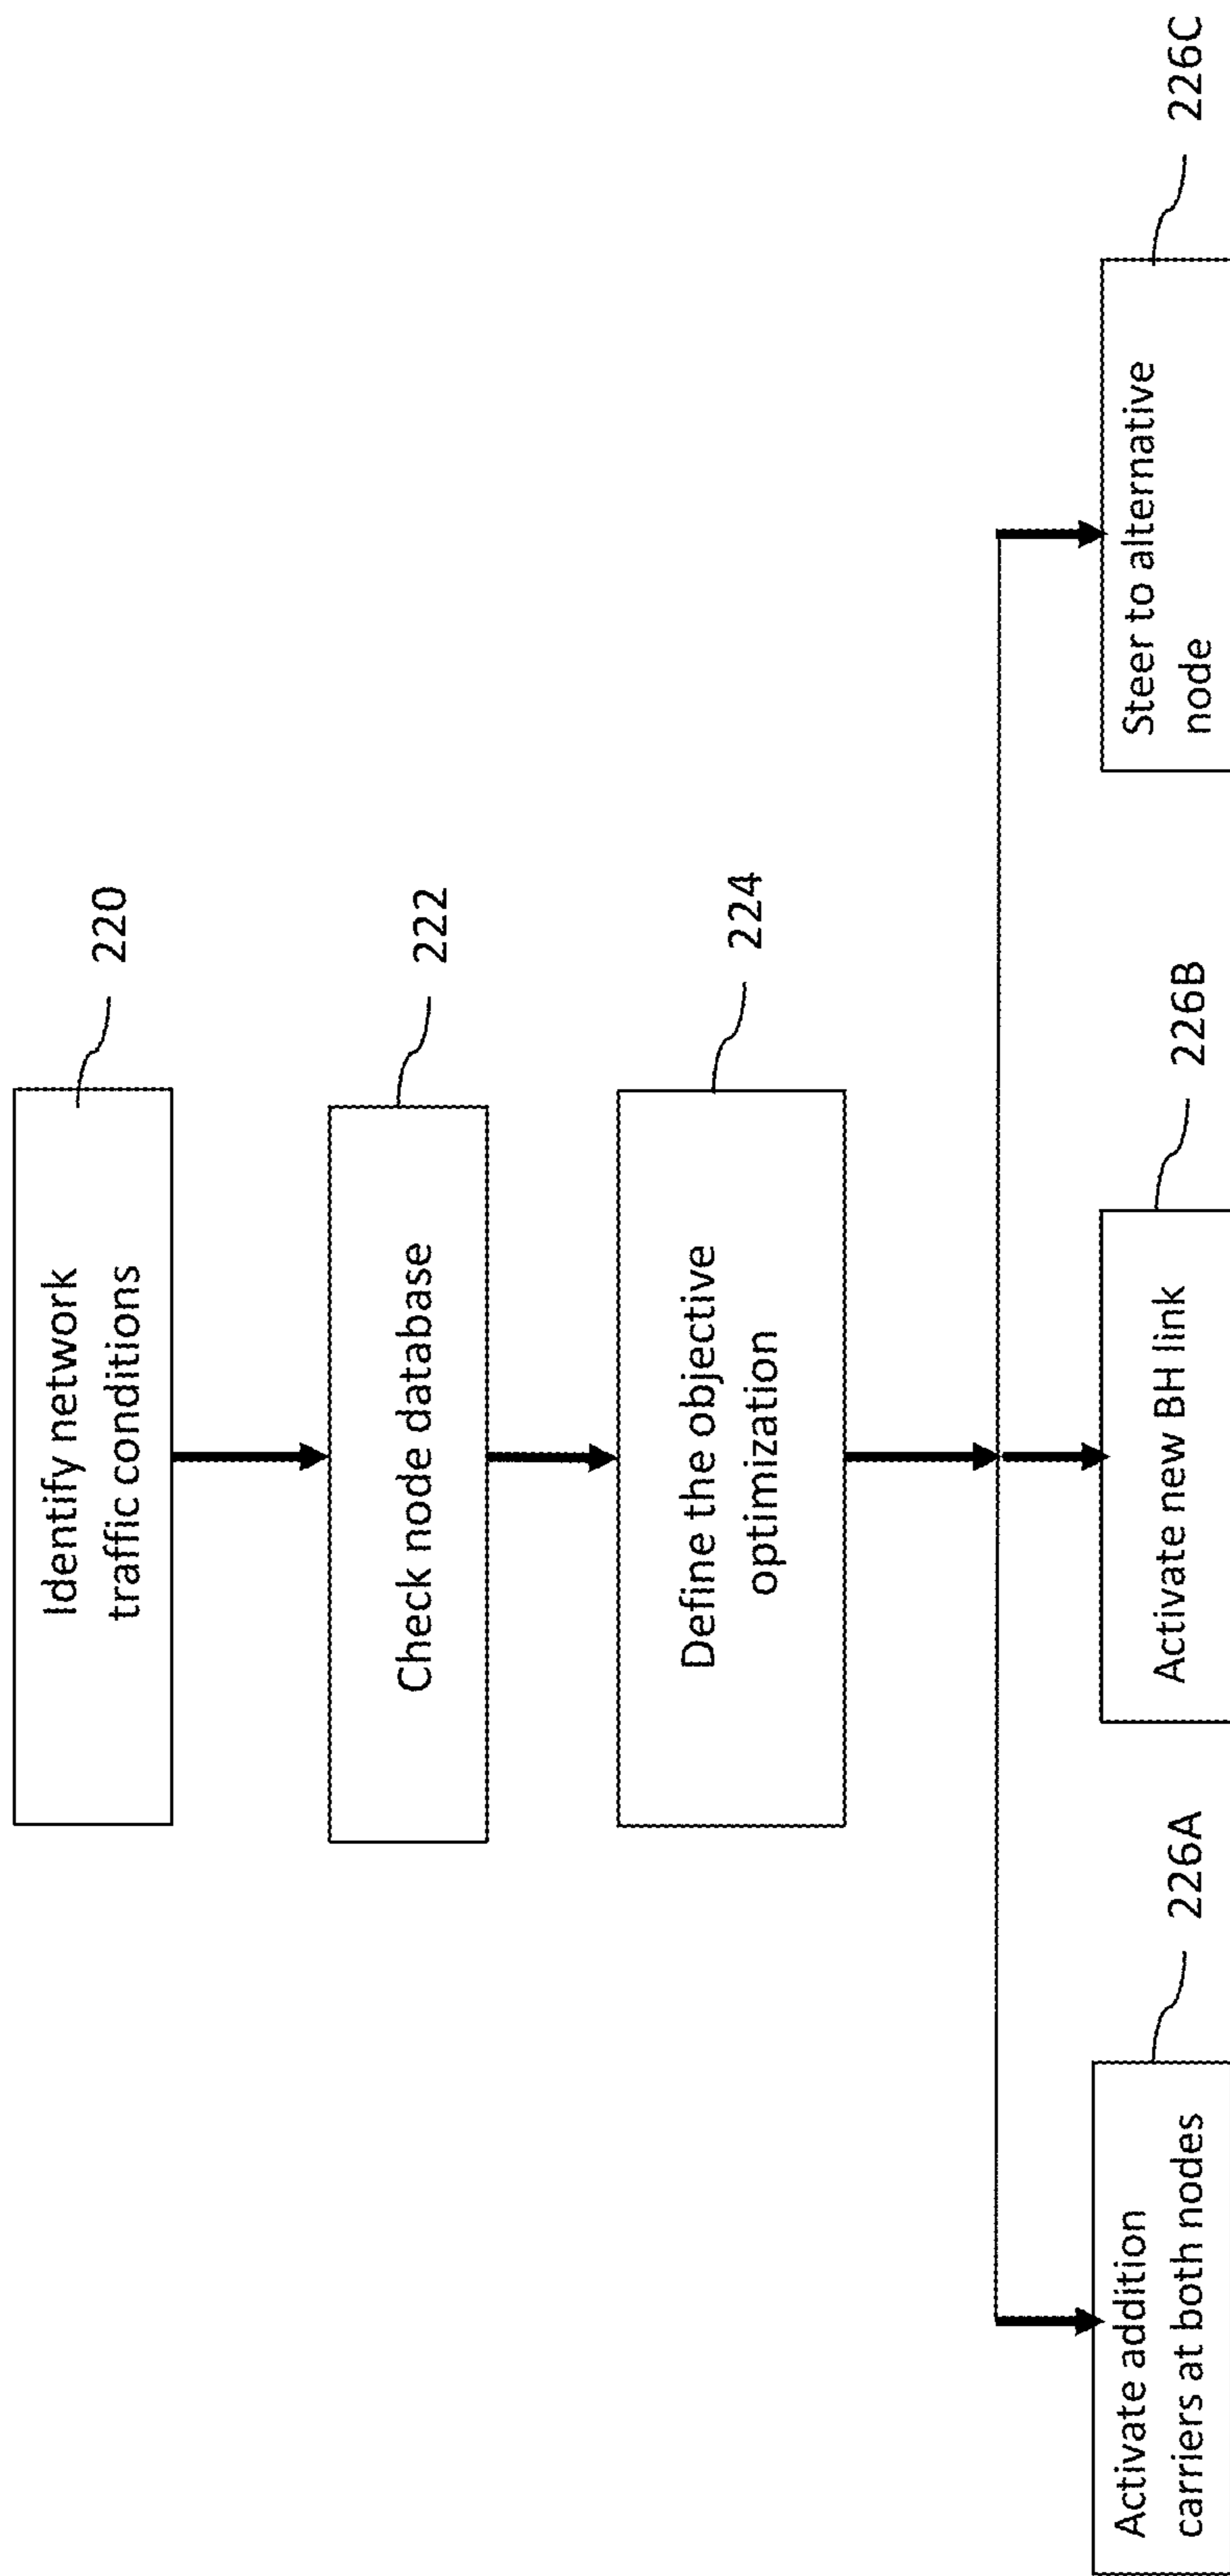 Identify network
traffic conditions
220
Check node database
222
Define the objective
optimization
224
Activate addition
carriers at both nodes
226A
Activate new BH link
226B
Steer to alternative
node
226C